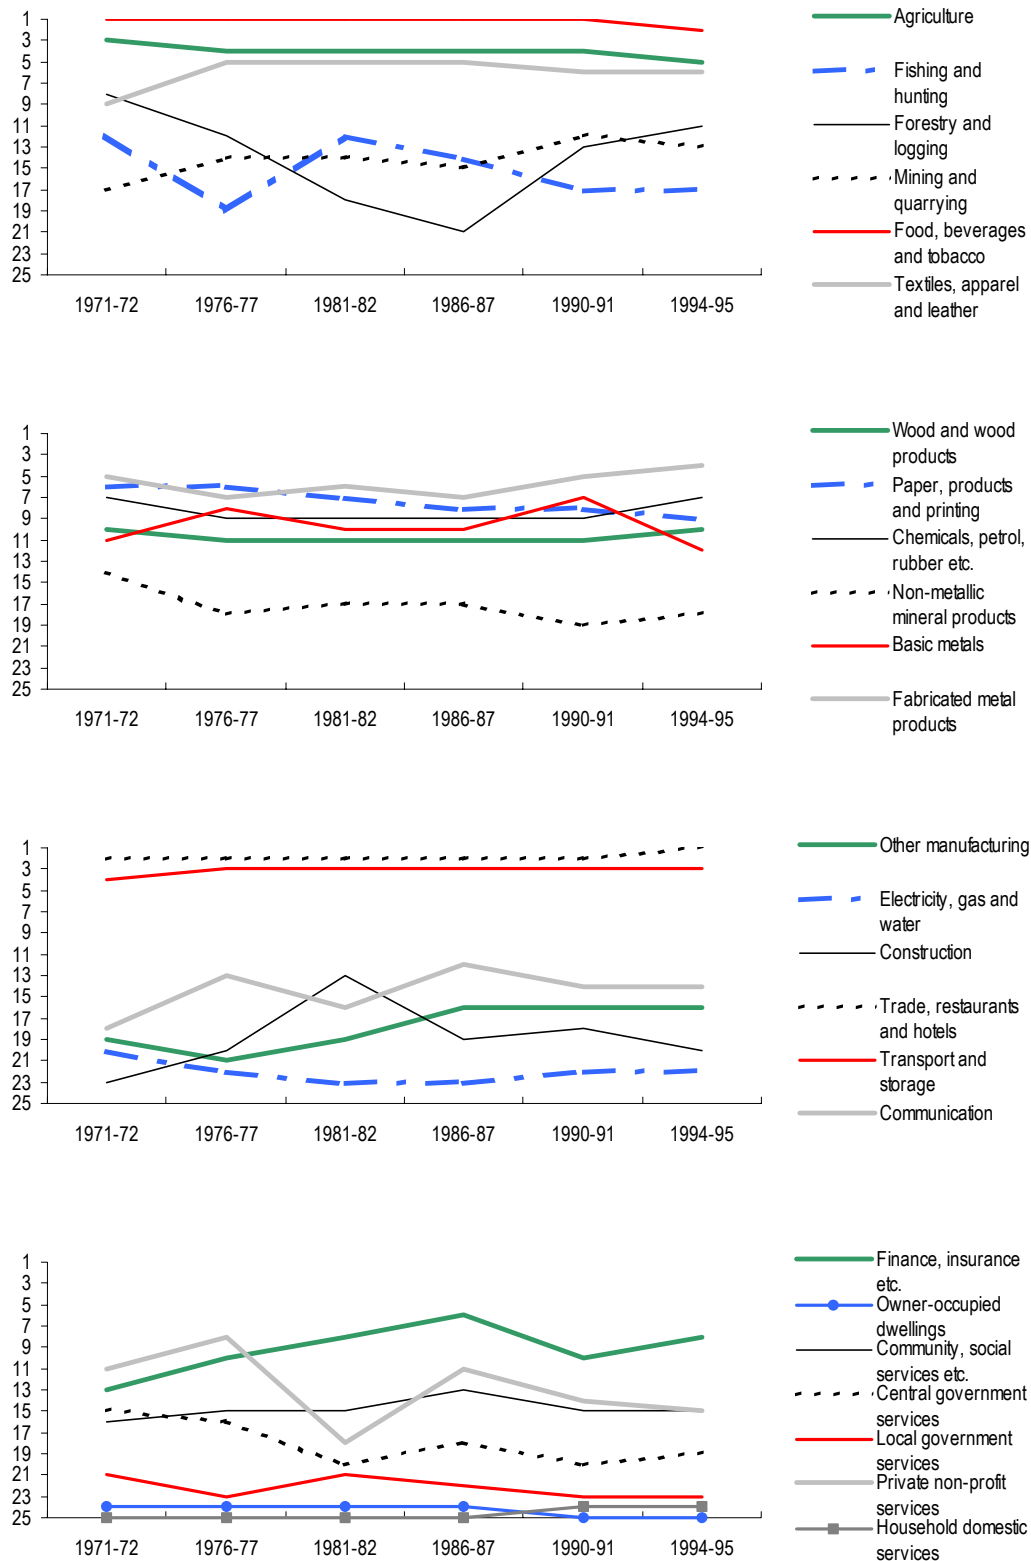 1
3
5
7
9
11
13
15
17
19
21
23
25
1971-72 1976-77 1981-82 1986-87 1990-91 1994-95
Agriculture
Fishing and
hunting
Forestry and
logging
Mining and
quarrying
Food, beverages
and tobacco
Textiles, apparel
and leather
1
3
5
7
9
11
13
15
17
19
21
23
25
1971-72 1976-77 1981-82 1986-87 1990-91 1994-95
Wood and wood
products
Paper, products
and printing
Chemicals, petrol,
rubber etc.
Non-metallic
mineral products
Basic metals
Fabricated metal
products
1
3
5
7
9
11
13
15
17
19
21
23
25
1971-72 1976-77 1981-82 1986-87 1990-91 1994-95
Other manufacturing
Electricity, gas and
water
Construction
Trade, restaurants
and hotels
Transport and
storage
Communication
1
3
5
7
9
11
13
15
17
19
21
23
25
1971-72 1976-77 1981-82 1986-87 1990-91 1994-95
Finance, insurance
etc.
Owner-occupied
dwellings
Community, social
services etc.
Central government
services
Local government
services
Private non-profit
services
Household domestic
services